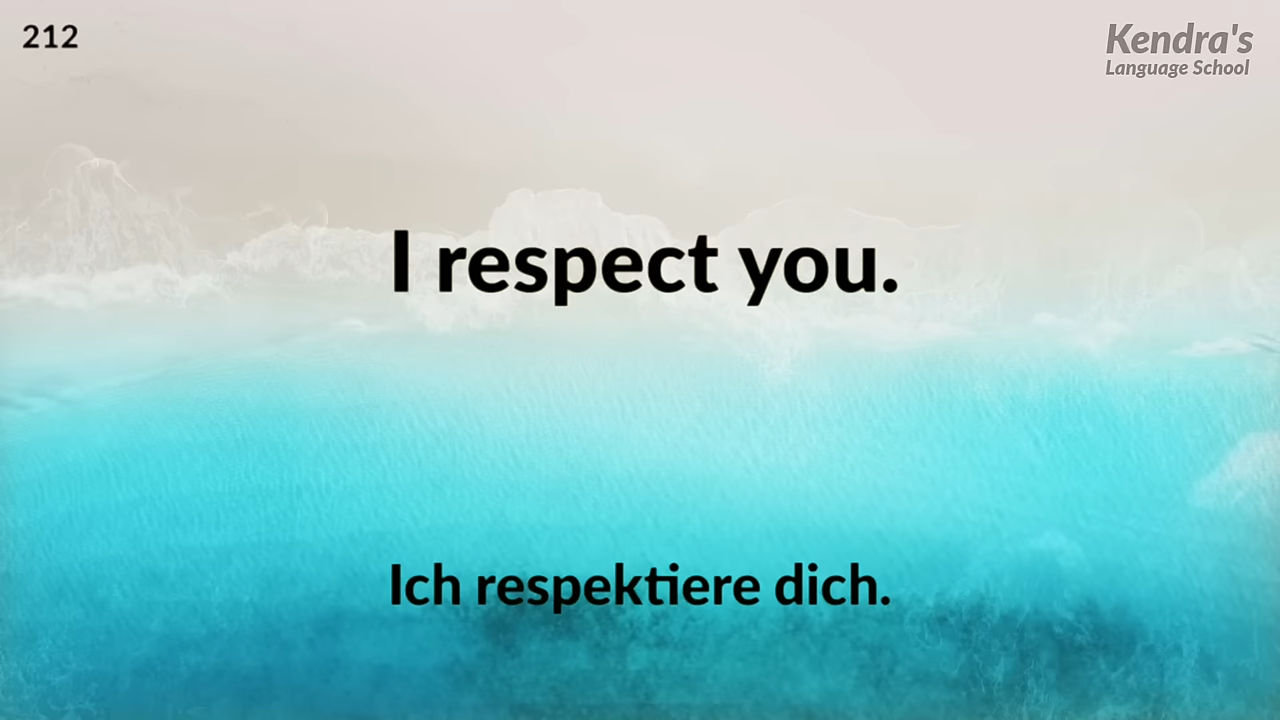 212
Kendra's
Language School
I respect you.
Ich respektiere dich.